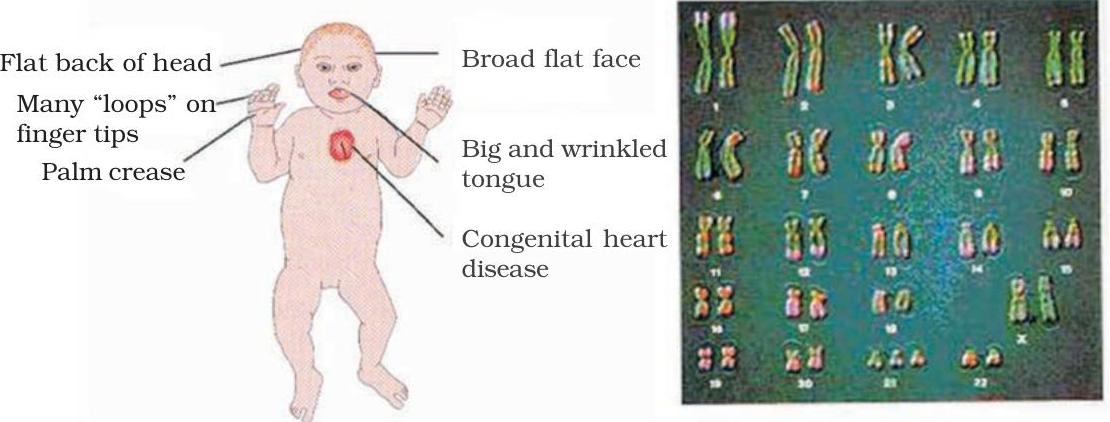 Flat back of head
Many “loops” on
finger tips
Palm crease
Broad flat face
Big and wrinkled
tongue
Congenital heart
disease
1 2 3 4 5
6 7 8 9 10
11 12 13 14 15
16 17 18 X
19 20 21 22